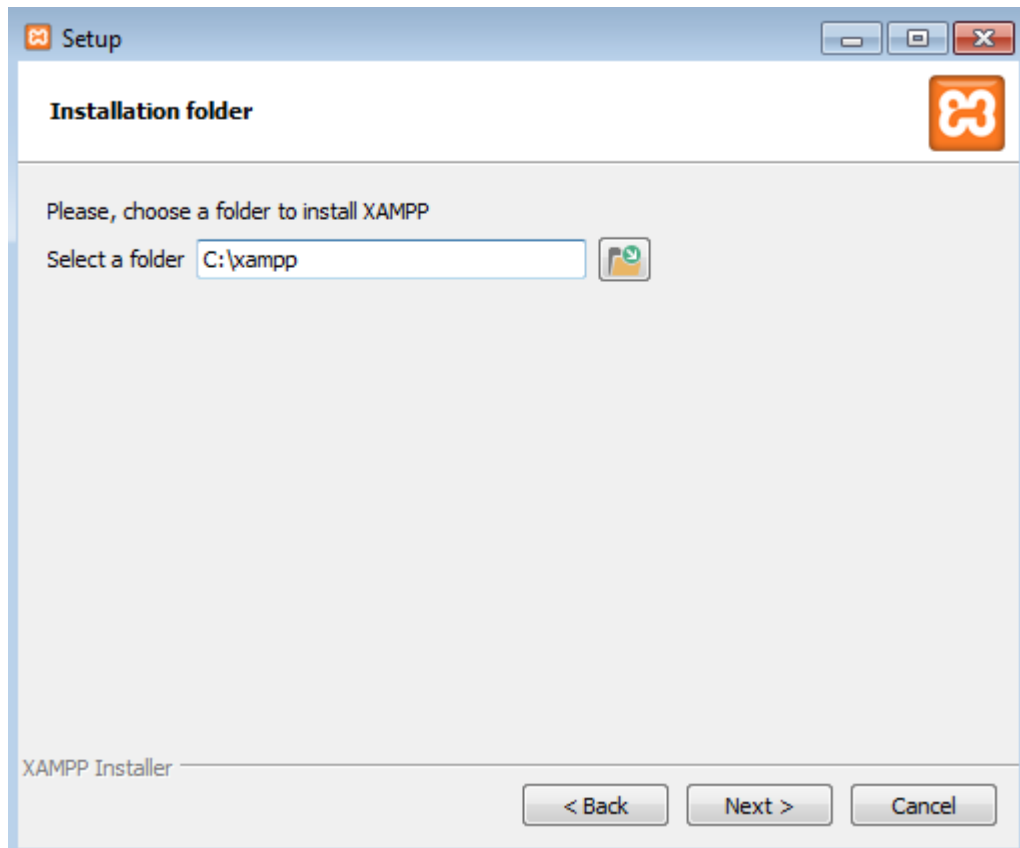 Setup
Installation folder
Please, choose a folder to install XAMPP
Select a folder C:\xampp
XAMPP Installer
< Back Next > Cancel